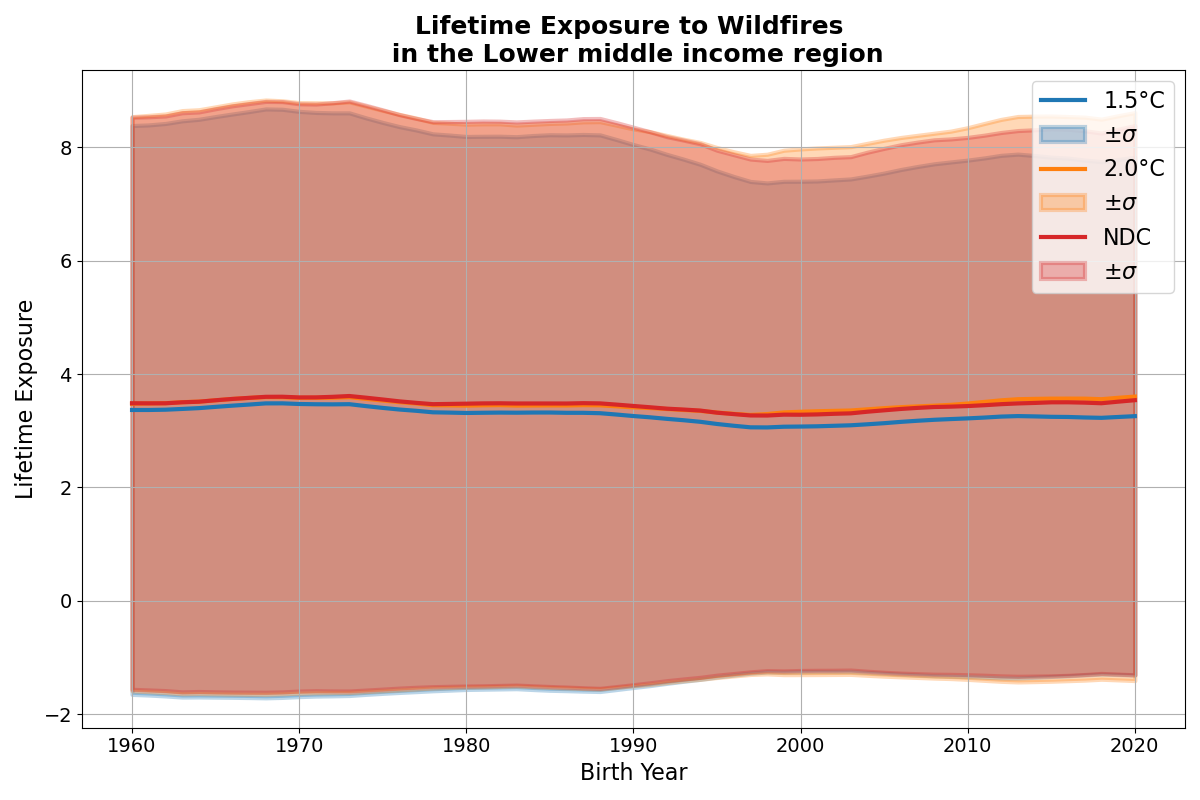 Lifetime Exposure to Wildfires
in the Lower middle income region
1.5°C
±σ
2.0°C
±σ
NDC
±σ
Lifetime Exposure
8
6
4
2
0
−2
1960
1970
1980
1990
2000
2010
2020
Birth Year